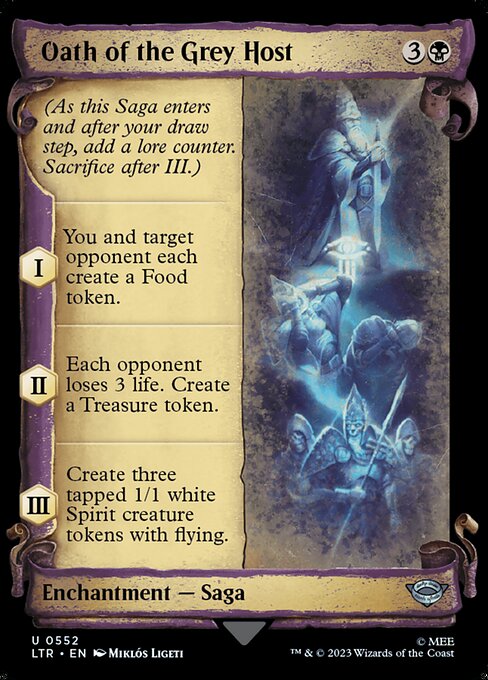 Oath of the Grey Host 3
(As this Saga enters
and after your draw
step, add a lore counter.
Sacrifice after III.)
I
You and target
opponent each
create a Food
token.
II
Each opponent
loses 3 life. Create
a Treasure token.
III
Create three
tapped 1/1 white
Spirit creature
tokens with flying.
Enchantment — Saga
U 0552
LTR • EN Miklós Ligeti
© MEE
™ & © 2023 Wizards of the Coast